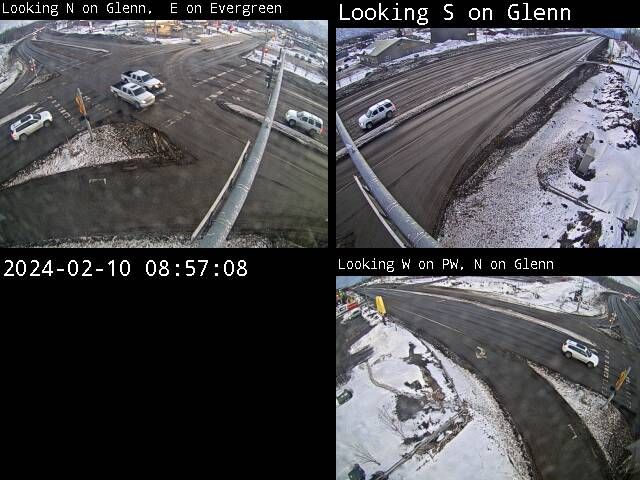 Looking N on Glenn,  E on Evergreen
Looking S on Glenn
2024-02-10 08:57:08
Looking W on PW, N on Glenn